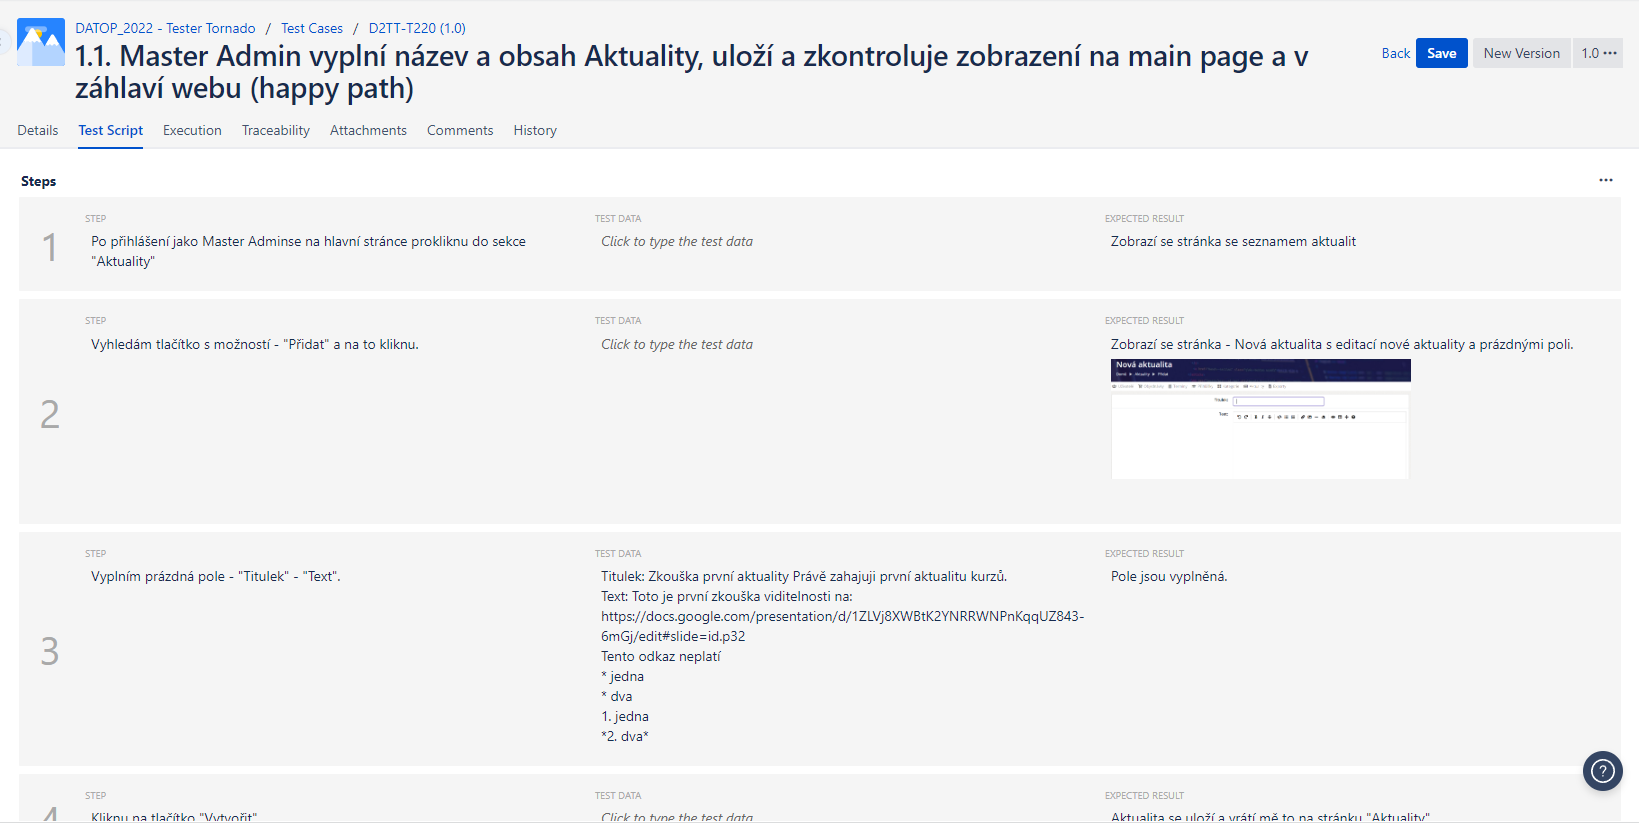 DATOP_2022 - Tester Tornado / Test Cases / D2TT-T220 (1.0)
1.1. Master Admin vyplní název a obsah Aktuality, uloží a zkontroluje zobrazení na main page a v
záhlaví webu (happy path)
Back Save New Version 1.0
Details Test Script Execution Traceability Attachments Comments History
Steps
1
STEP
Po přihlášení jako Master Adminse na hlavní stránce prokliknu do sekce
"Aktuality"
TEST DATA
Click to type the test data
EXPECTED RESULT
Zobrazí se stránka se seznamem aktualit
2
STEP
Vyhledám tlačítko s možností - "Přidat" a na to kliknu.
TEST DATA
Click to type the test data
EXPECTED RESULT
Zobrazí se stránka - Nová aktualita s editací nové aktuality a prázdnými poli.
Nová aktualita
Titulek
Text
3
STEP
Vyplním prázdná pole - "Titulek" - "Text".
TEST DATA
Titulek: Zkouška první aktuality Právě zahajuji první aktualitu kurzů.
Text: Toto je první zkouška viditelnosti na:
https://docs.google.com/presentation/d/1ZLVj8XWBtK2YNRRWNPnKqqUZ843-
6mGj/edit#slide=id.p32
Tento odkaz neplatí
* jedna
* dva
1. jedna
*2. dva*
EXPECTED RESULT
Pole jsou vyplněná.
4
STEP
Kliknu na tlačítko "Vytvořit"
TEST DATA
Click to type the test data
EXPECTED RESULT
Aktualita se uloží a vrátí mě to na stránku "Aktuality"